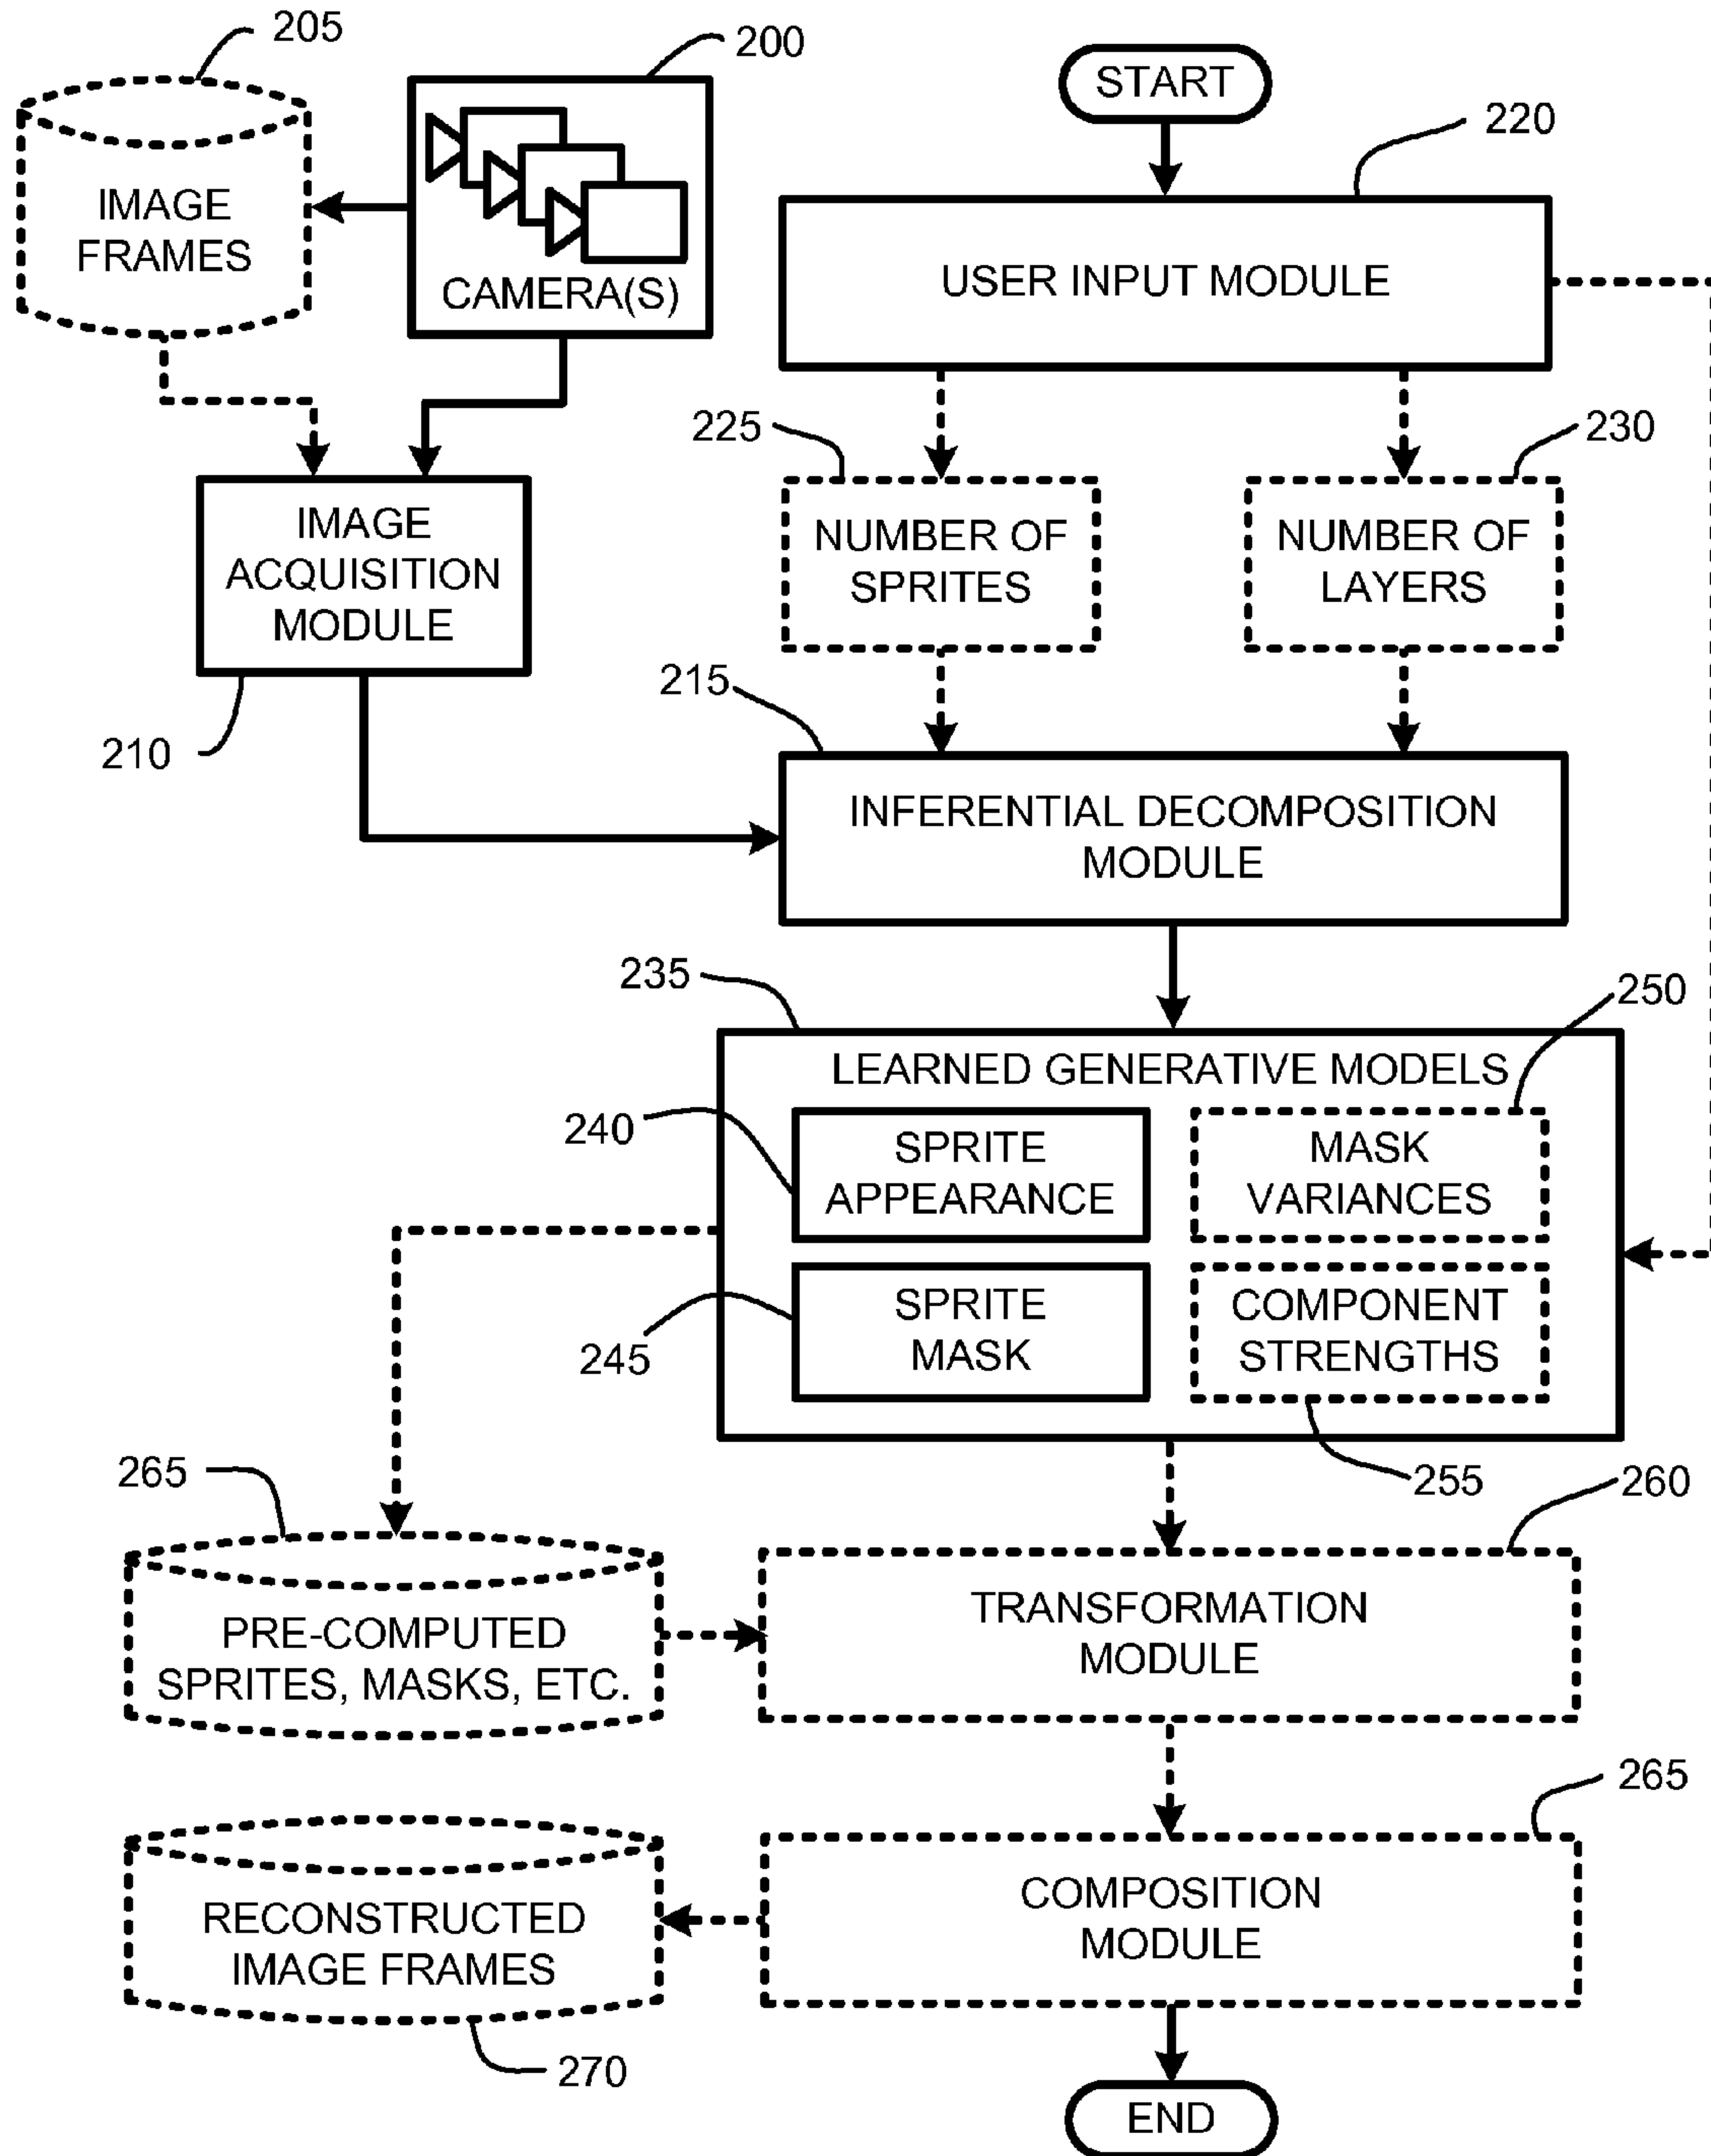 205
200
START
220
IMAGE
FRAMES
CAMERA(S)
USER INPUT MODULE
225
230
IMAGE
ACQUISITION
MODULE
NUMBER OF
SPRITES
NUMBER OF
LAYERS
210
215
INFERENTIAL DECOMPOSITION
MODULE
235
250
LEARNED GENERATIVE MODELS
240
SPRITE
APPEARANCE
MASK
VARIANCES
245
SPRITE
MASK
COMPONENT
STRENGTHS
265
255
260
PRE-COMPUTED
SPRITES, MASKS, ETC.
TRANSFORMATION
MODULE
265
RECONSTRUCTED
IMAGE FRAMES
COMPOSITION
MODULE
270
END